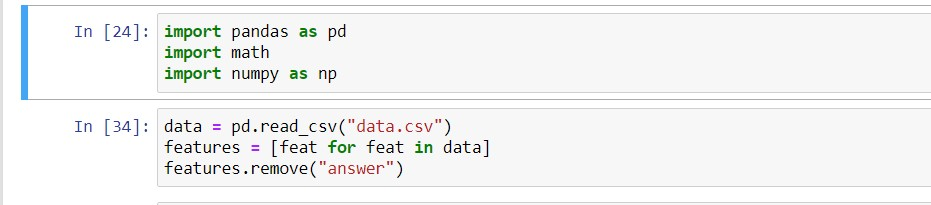 In [24]: import pandas as pd
import math
import numpy as np
In [34]: data = pd.read_csv("data.csv")
features = [feat for feat in data]
features.remove("answer")